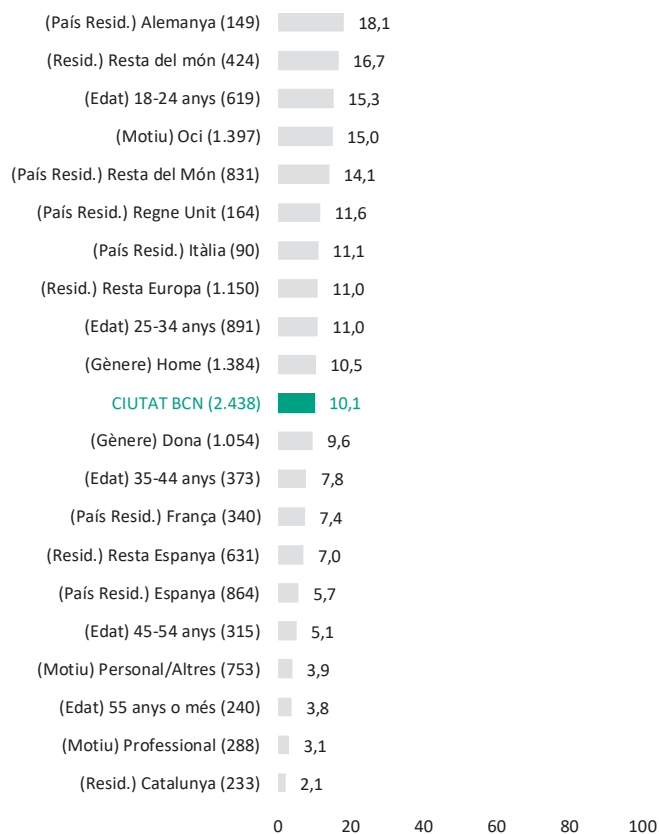 (País Resid.) Alemanya (149) 18,1
(Resid.) Resta del món (424) 16,7
(Edat) 18-24 anys (619) 15,3
(Motiu) Oci (1.397) 15,0
(País Resid.) Resta del Món (831) 14,1
(País Resid.) Regne Unit (164) 11,6
(País Resid.) Itàlia (90) 11,1
(Resid.) Resta Europa (1.150) 11,0
(Edat) 25-34 anys (891) 11,0
(Gènere) Home (1.384) 10,5
CIUTAT BCN (2.438) 10,1
(Gènere) Dona (1.054) 9,6
(Edat) 35-44 anys (373) 7,8
(País Resid.) França (340) 7,4
(Resid.) Resta Espanya (631) 7,0
(País Resid.) Espanya (864) 5,7
(Edat) 45-54 anys (315) 5,1
(Motiu) Personal/Altres (753) 3,9
(Edat) 55 anys o més (240) 3,8
(Motiu) Professional (288) 3,1
(Resid.) Catalunya (233) 2,1
0 20 40 60 80 100